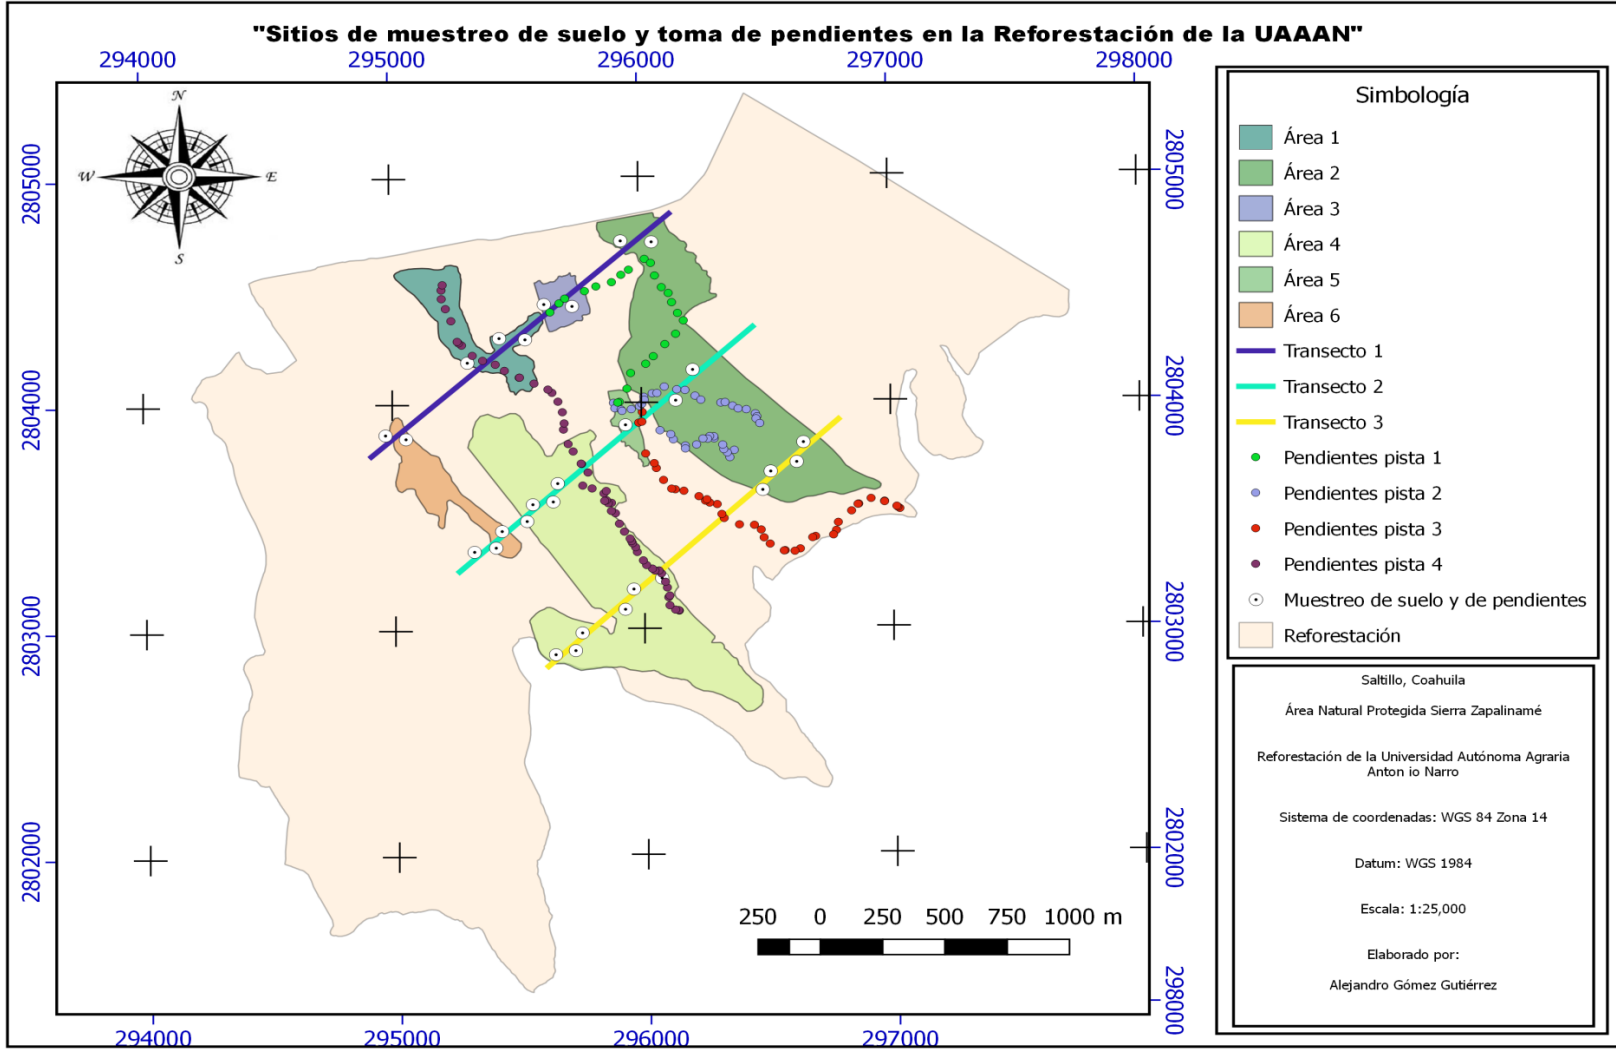 "Sitios de muestreo de suelo y toma de pendientes en la Reforestación de la UAAAN"
294000 295000 296000 297000 298000
N
W E
S
2805000
2804000
2803000
2802000
2805000
2804000
2803000
2802000
298000
294000 295000 296000 297000
250 0 250 500 750 1000 m
Simbología
Área 1
Área 2
Área 3
Área 4
Área 5
Área 6
Transecto 1
Transecto 2
Transecto 3
Pendientes pista 1
Pendientes pista 2
Pendientes pista 3
Pendientes pista 4
Muestreo de suelo y de pendientes
Reforestación
Saltillo, Coahuila
Área Natural Protegida Sierra Zapalinamé
Reforestación de la Universidad Autónoma Agraria
Anton io Narro
Sistema de coordenadas: WGS 84 Zona 14
Datum: WGS 1984
Escala: 1:25,000
Elaborado por:
Alejandro Gómez Gutiérrez